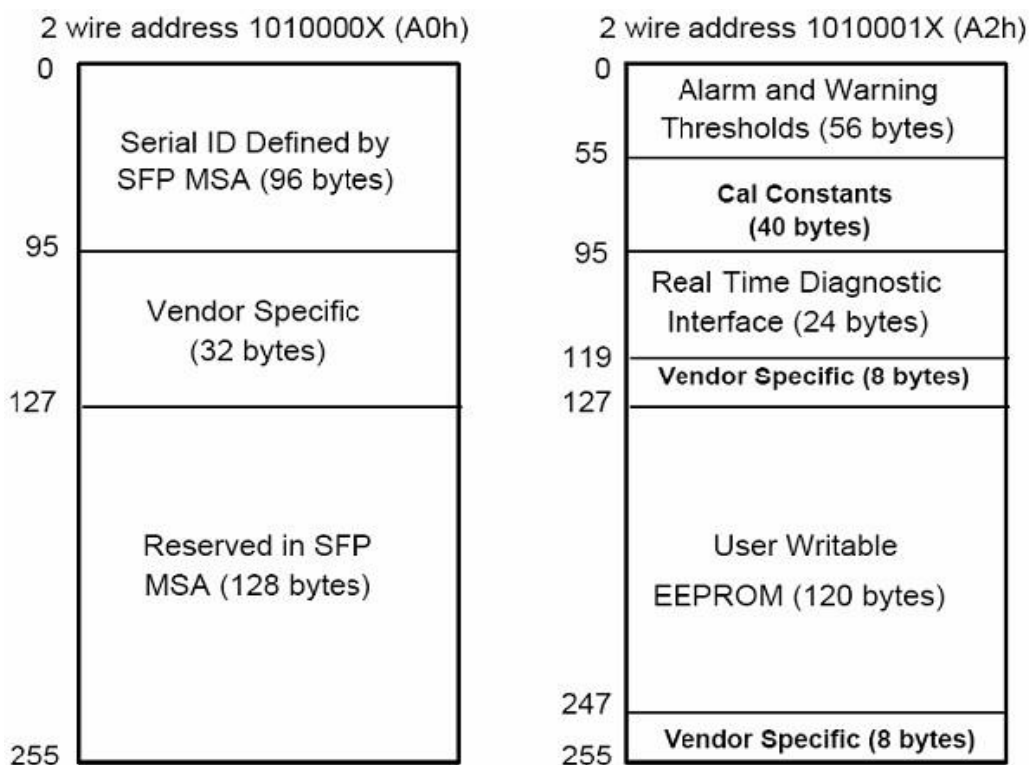 2 wire address 1010000X (A0h)
0
Serial ID Defined by
SFP MSA (96 bytes)
95
Vendor Specific
(32 bytes)
127
Reserved in SFP
MSA (128 bytes)
255
2 wire address 1010001X (A2h)
0
Alarm and Warning
Thresholds (56 bytes)
55
Cal Constants
(40 bytes)
95
Real Time Diagnostic
Interface (24 bytes)
119
Vendor Specific (8 bytes)
127
User Writable
EEPROM (120 bytes)
247
Vendor Specific (8 bytes)
255